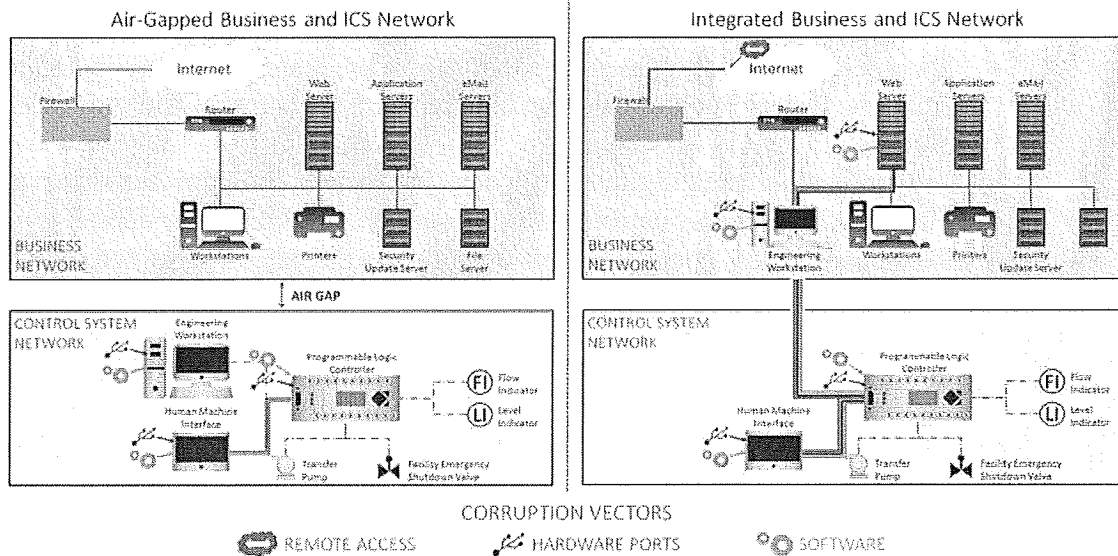 Air-Gapped Business and ICS Network
Internet
Firewall
Router
Web
Server
Application
Servers
eMail
Servers
BUSINESS
NETWORK
Workstations
Printers
Security
Update Server
File
Server
AIR GAP
CONTROL SYSTEM
NETWORK
Engineering
Workstation
Programmable Logic
Controller
FI
Flow
Indicator
LI
Level
Indicator
Human Machine
Interface
Transfer
Pump
Facility Emergency
Shutdown Valve
Integrated Business and ICS Network
Internet
Firewall
Router
Web
Server
Application
Servers
eMail
Servers
BUSINESS
NETWORK
Engineering
Workstation
Workstations
Printers
Security
Update Server
CONTROL SYSTEM
NETWORK
Programmable Logic
Controller
FI
Flow
Indicator
LI
Level
Indicator
Human Machine
Interface
Transfer
Pump
Facility Emergency
Shutdown Valve
CORRUPTION VECTORS
REMOTE ACCESS
HARDWARE PORTS
SOFTWARE